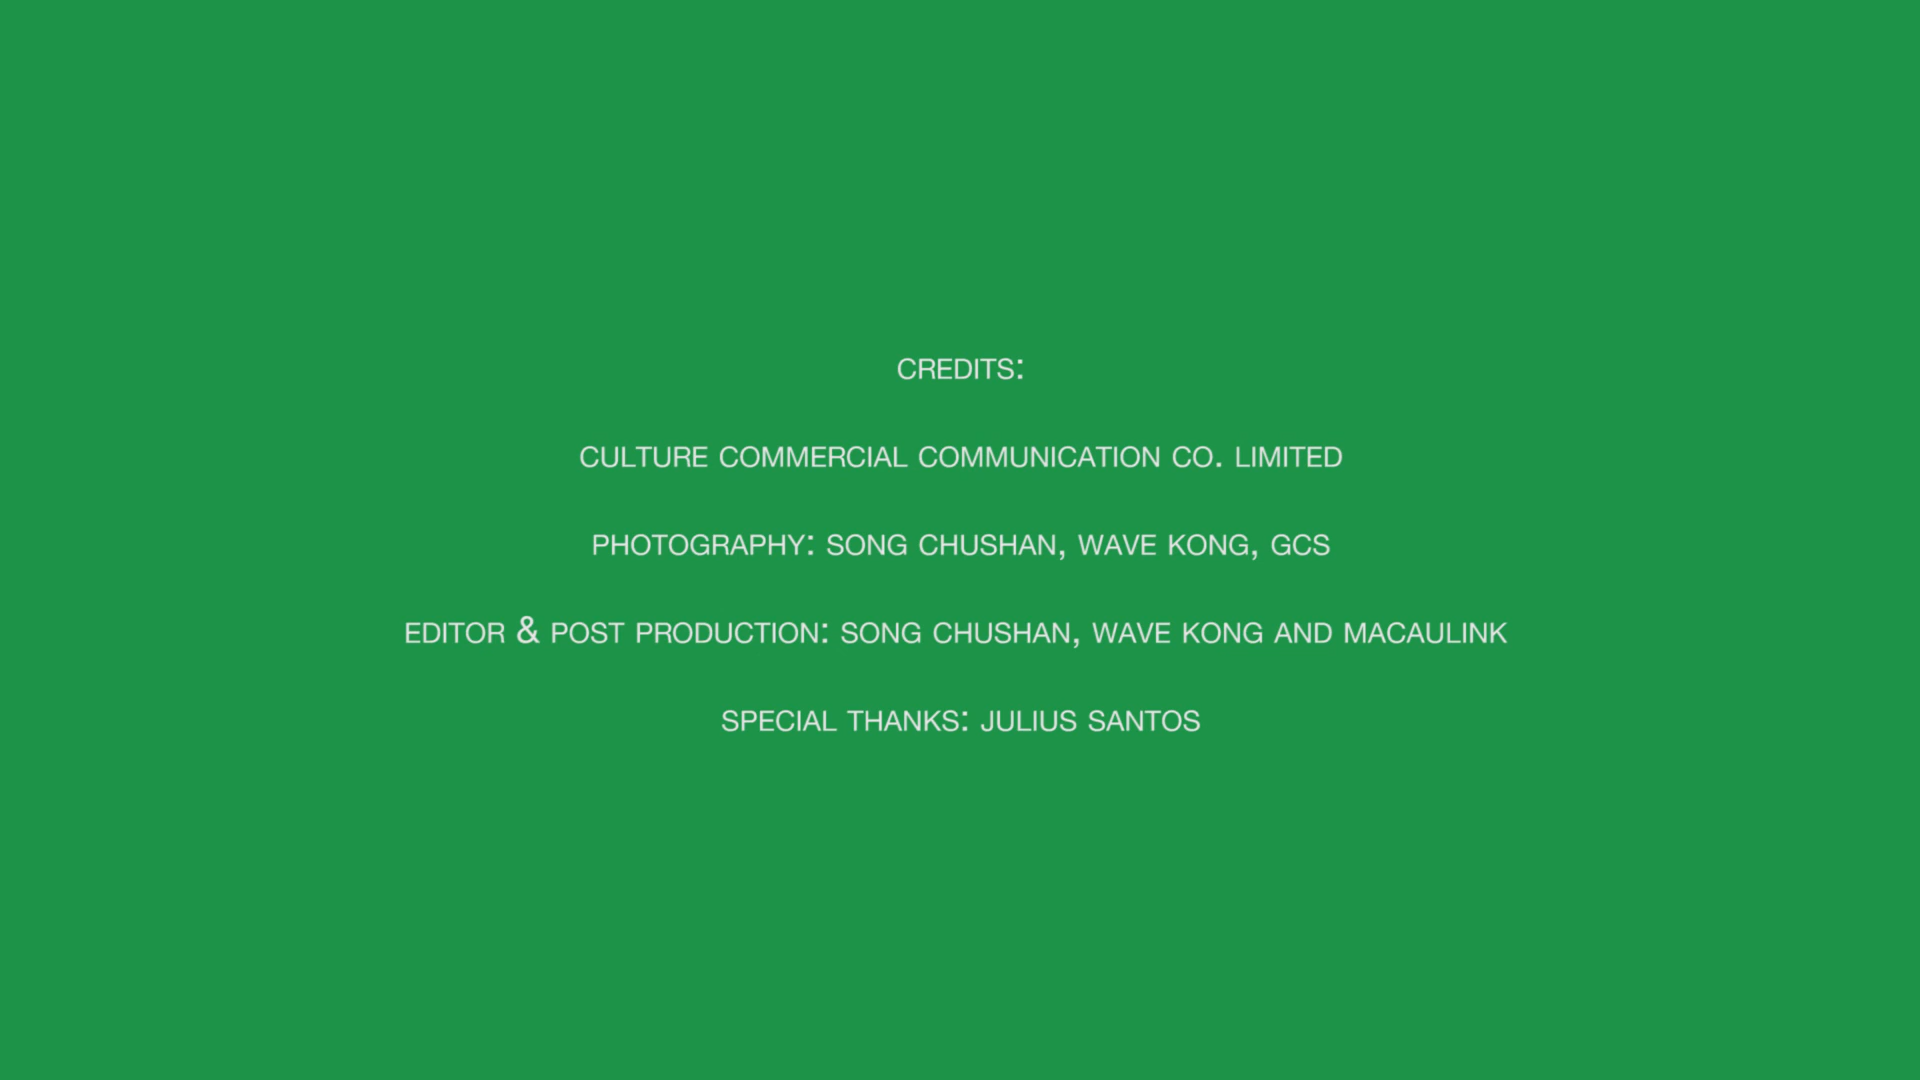 CREDITS:
CULTURE COMMERCIAL COMMUNICATION CO. LIMITED
PHOTOGRAPHY: SONG CHUSHAN, WAVE KONG, GCS
EDITOR & POST PRODUCTION: SONG CHUSHAN, WAVE KONG AND MACAULINK
SPECIAL THANKS: JULIUS SANTOS